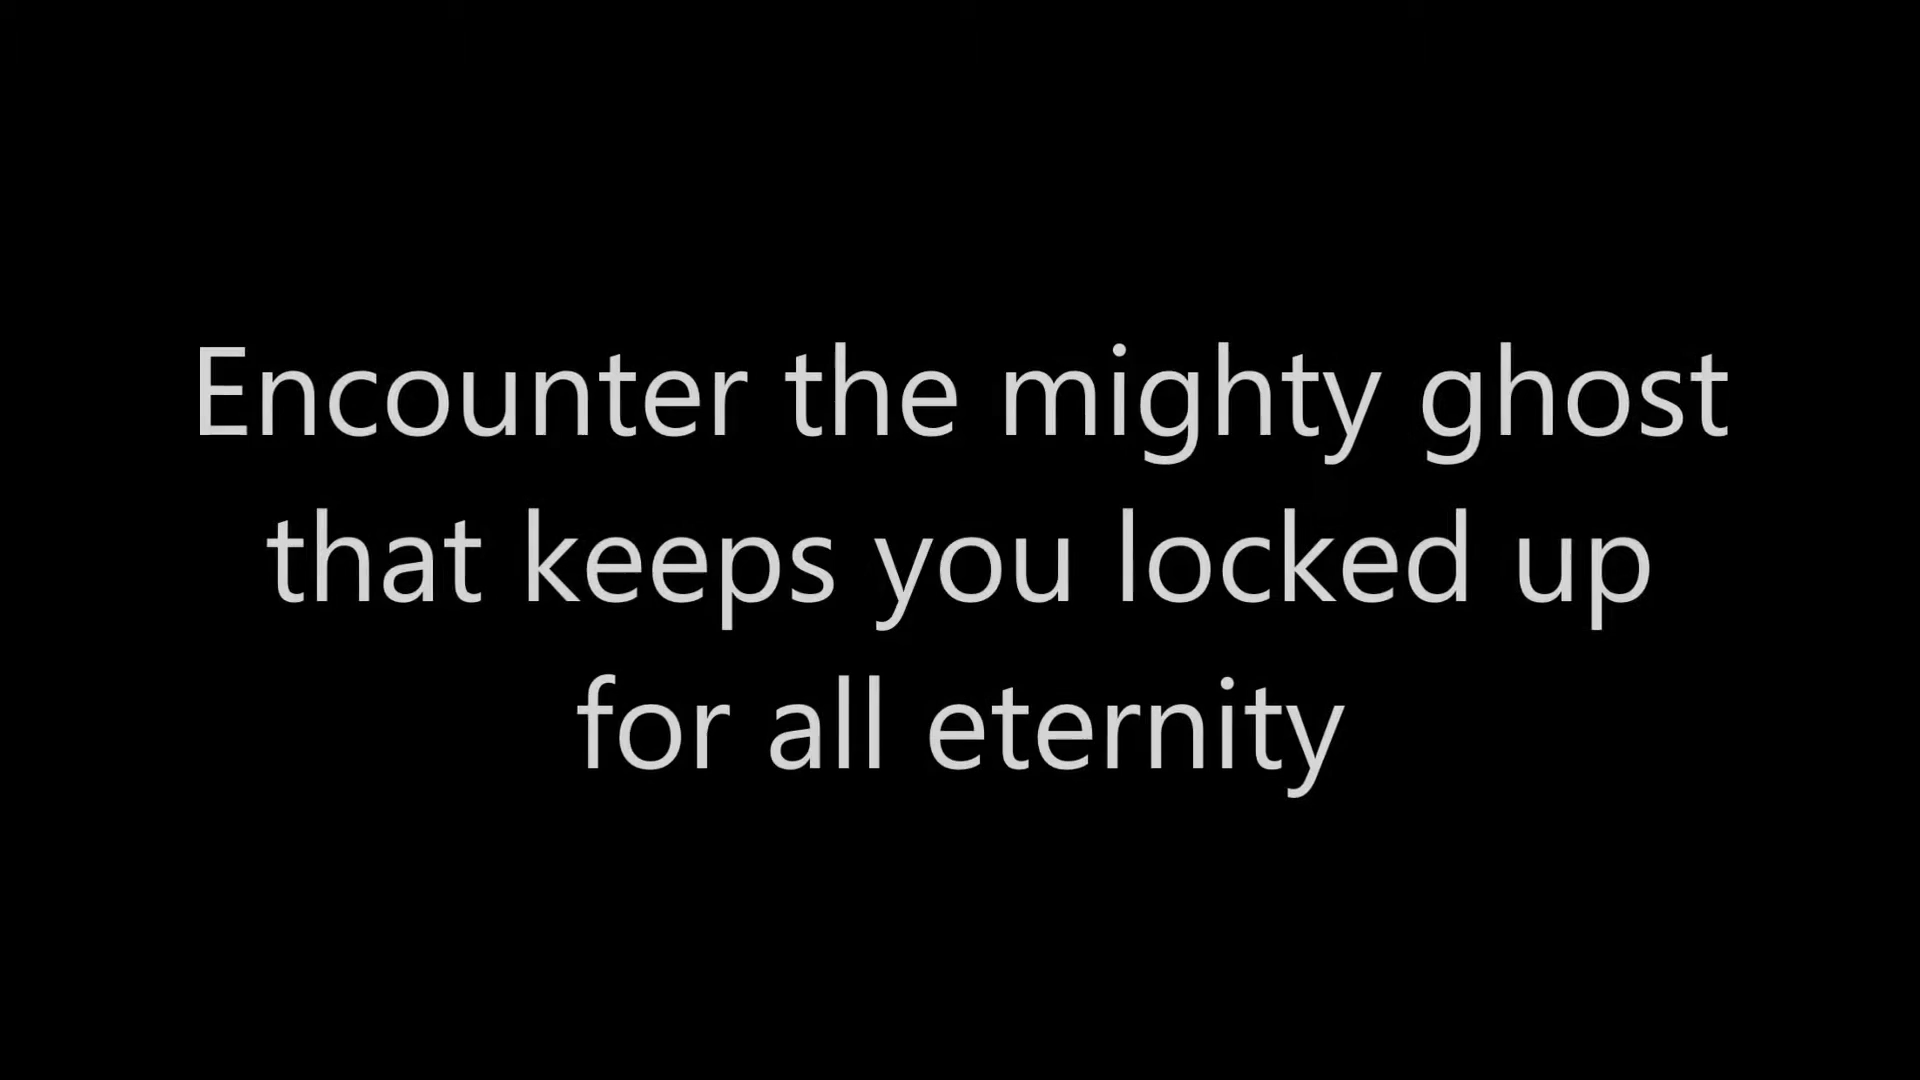 Encounter the mighty ghost
that keeps you locked up
for all eternity